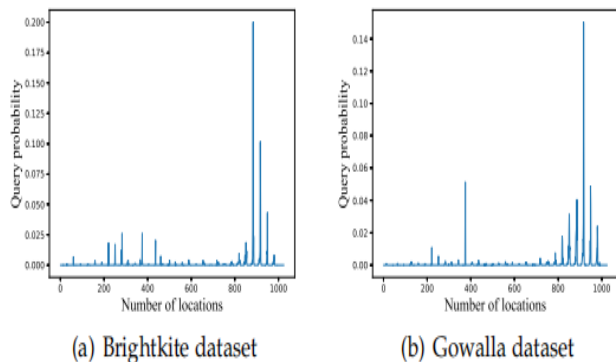 0.200
0.175
0.150
0.125
0.100
0.075
0.050
0.025
0.000
Query probability
0 200 400 600 800 1000
Number of locations
(a) Brightkite dataset
0.14
0.12
0.10
0.08
0.06
0.04
0.02
0.00
Query probability
0 200 400 600 800 1000
Number of locations
(b) Gowalla dataset